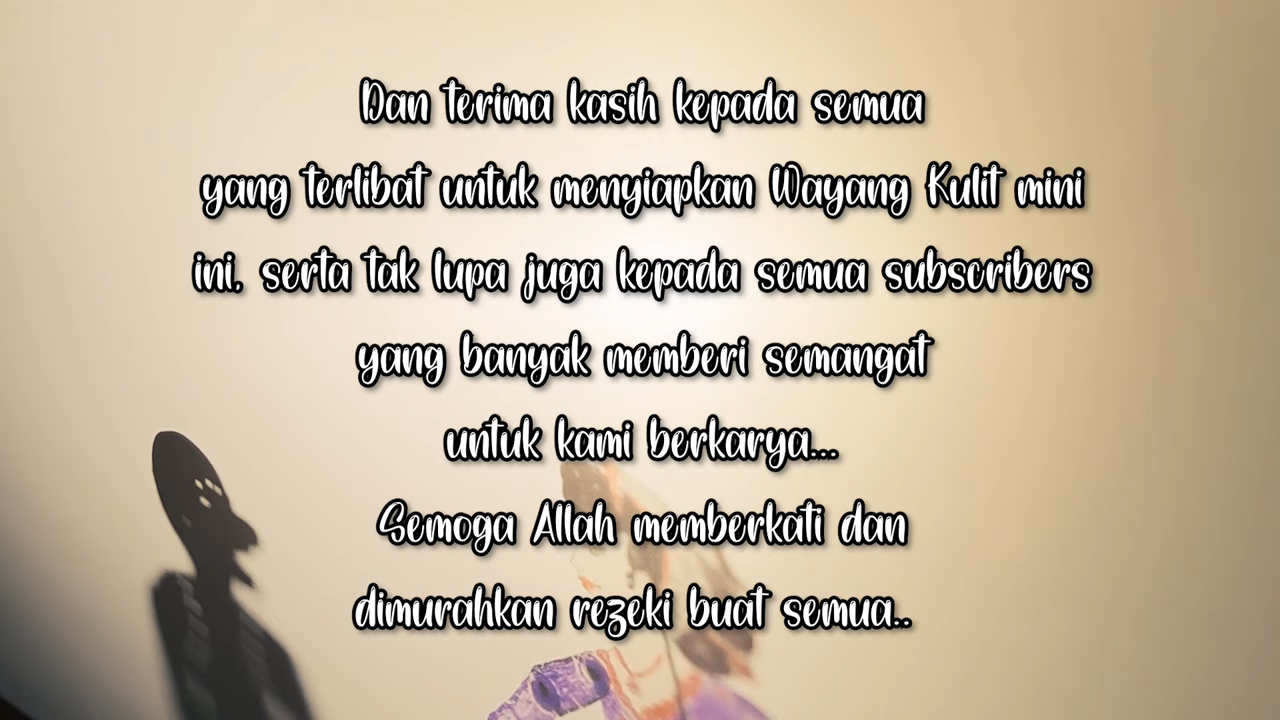 Dan terima kasih kepada semua
yang terlibat untuk menyiapkan Wayang Kulit mini
ini, serta tak lupa juga kepada semua subscribers
yang banyak memberi semangat
untuk kami berkarya...
Semoga Allah memberkati dan
dimurahkan rezeki buat semua..